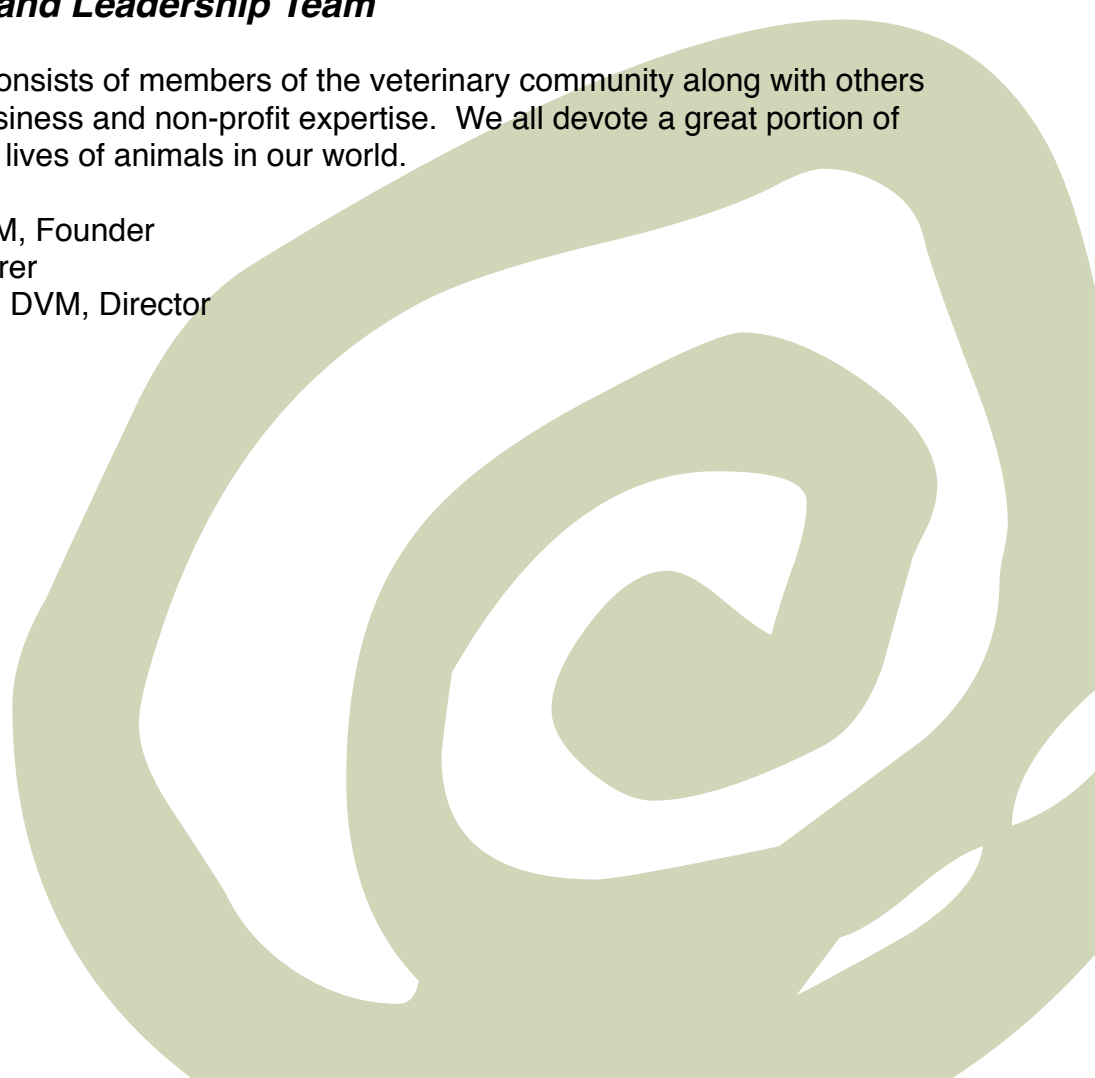 and Leadership Team
onsists of members of the veterinary community along with others
siness and non-profit expertise.  We all devote a great portion of
lives of animals in our world.
M, Founder
rer
DVM, Director